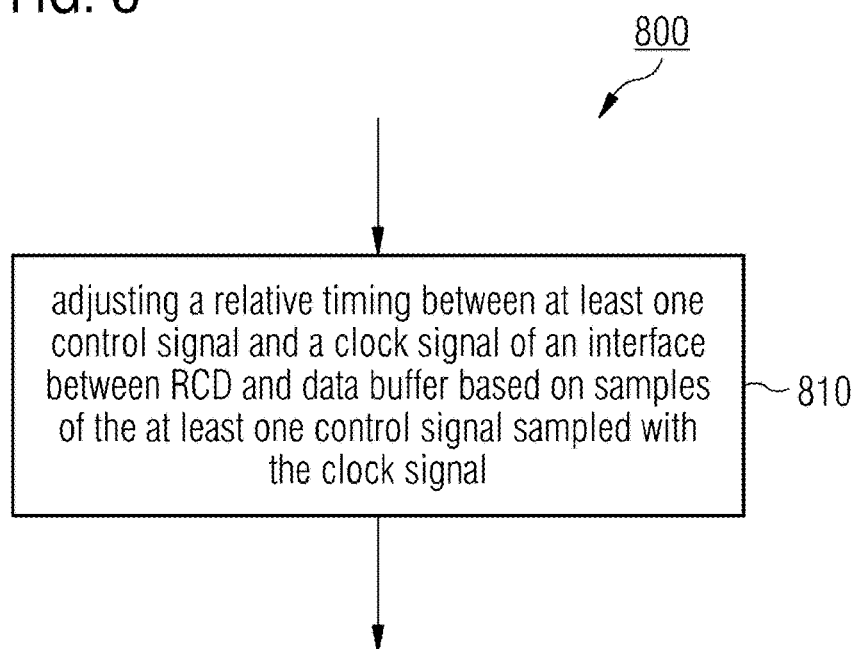 800
adjusting a relative timing between at least one
control signal and a clock signal of an interface
between RCD and data buffer based on samples
of the at least one control signal sampled with
the clock signal
810